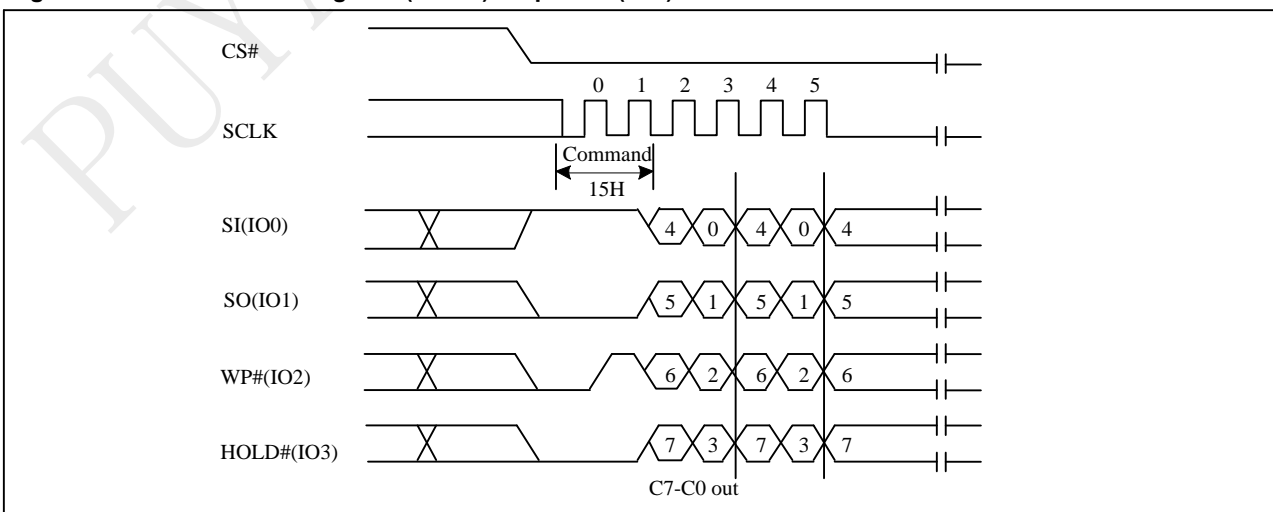 CS#
0 1 2 3 4 5
SCLK
Command
15H
SI(IO0) 4 0 4 0 4
SO(IO1) 5 1 5 1 5
WP#(IO2) 6 2 6 2 6
HOLD#(IO3) 7 3 7 3 7
C7-C0 out